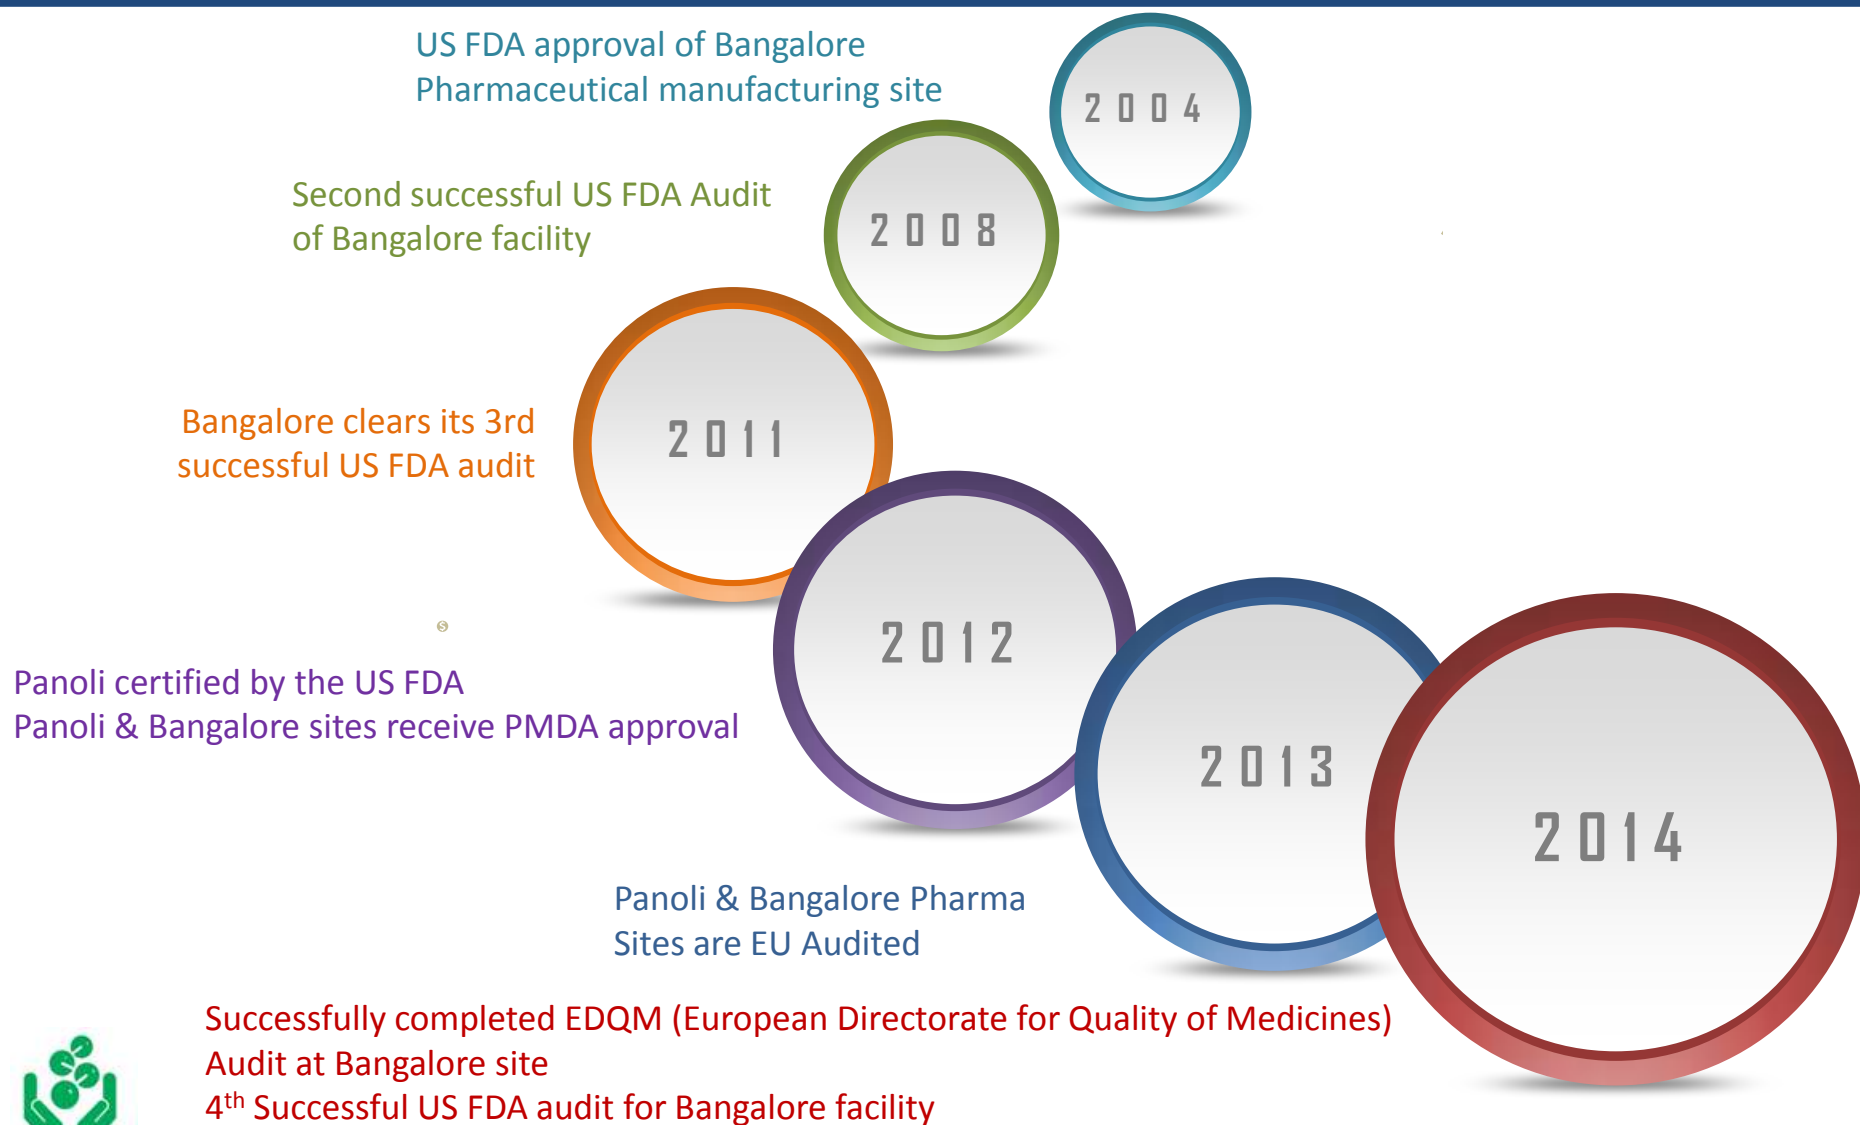 US FDA approval of Bangalore
Pharmaceutical manufacturing site
2004
Second successful US FDA Audit
of Bangalore facility
2008
Bangalore clears its 3rd
successful US FDA audit
2011
Panoli certified by the US FDA
Panoli & Bangalore sites receive PMDA approval
2012
Panoli & Bangalore Pharma
Sites are EU Audited
2013
2014
Successfully completed EDQM (European Directorate for Quality of Medicines)
Audit at Bangalore site
4th Successful US FDA audit for Bangalore facility